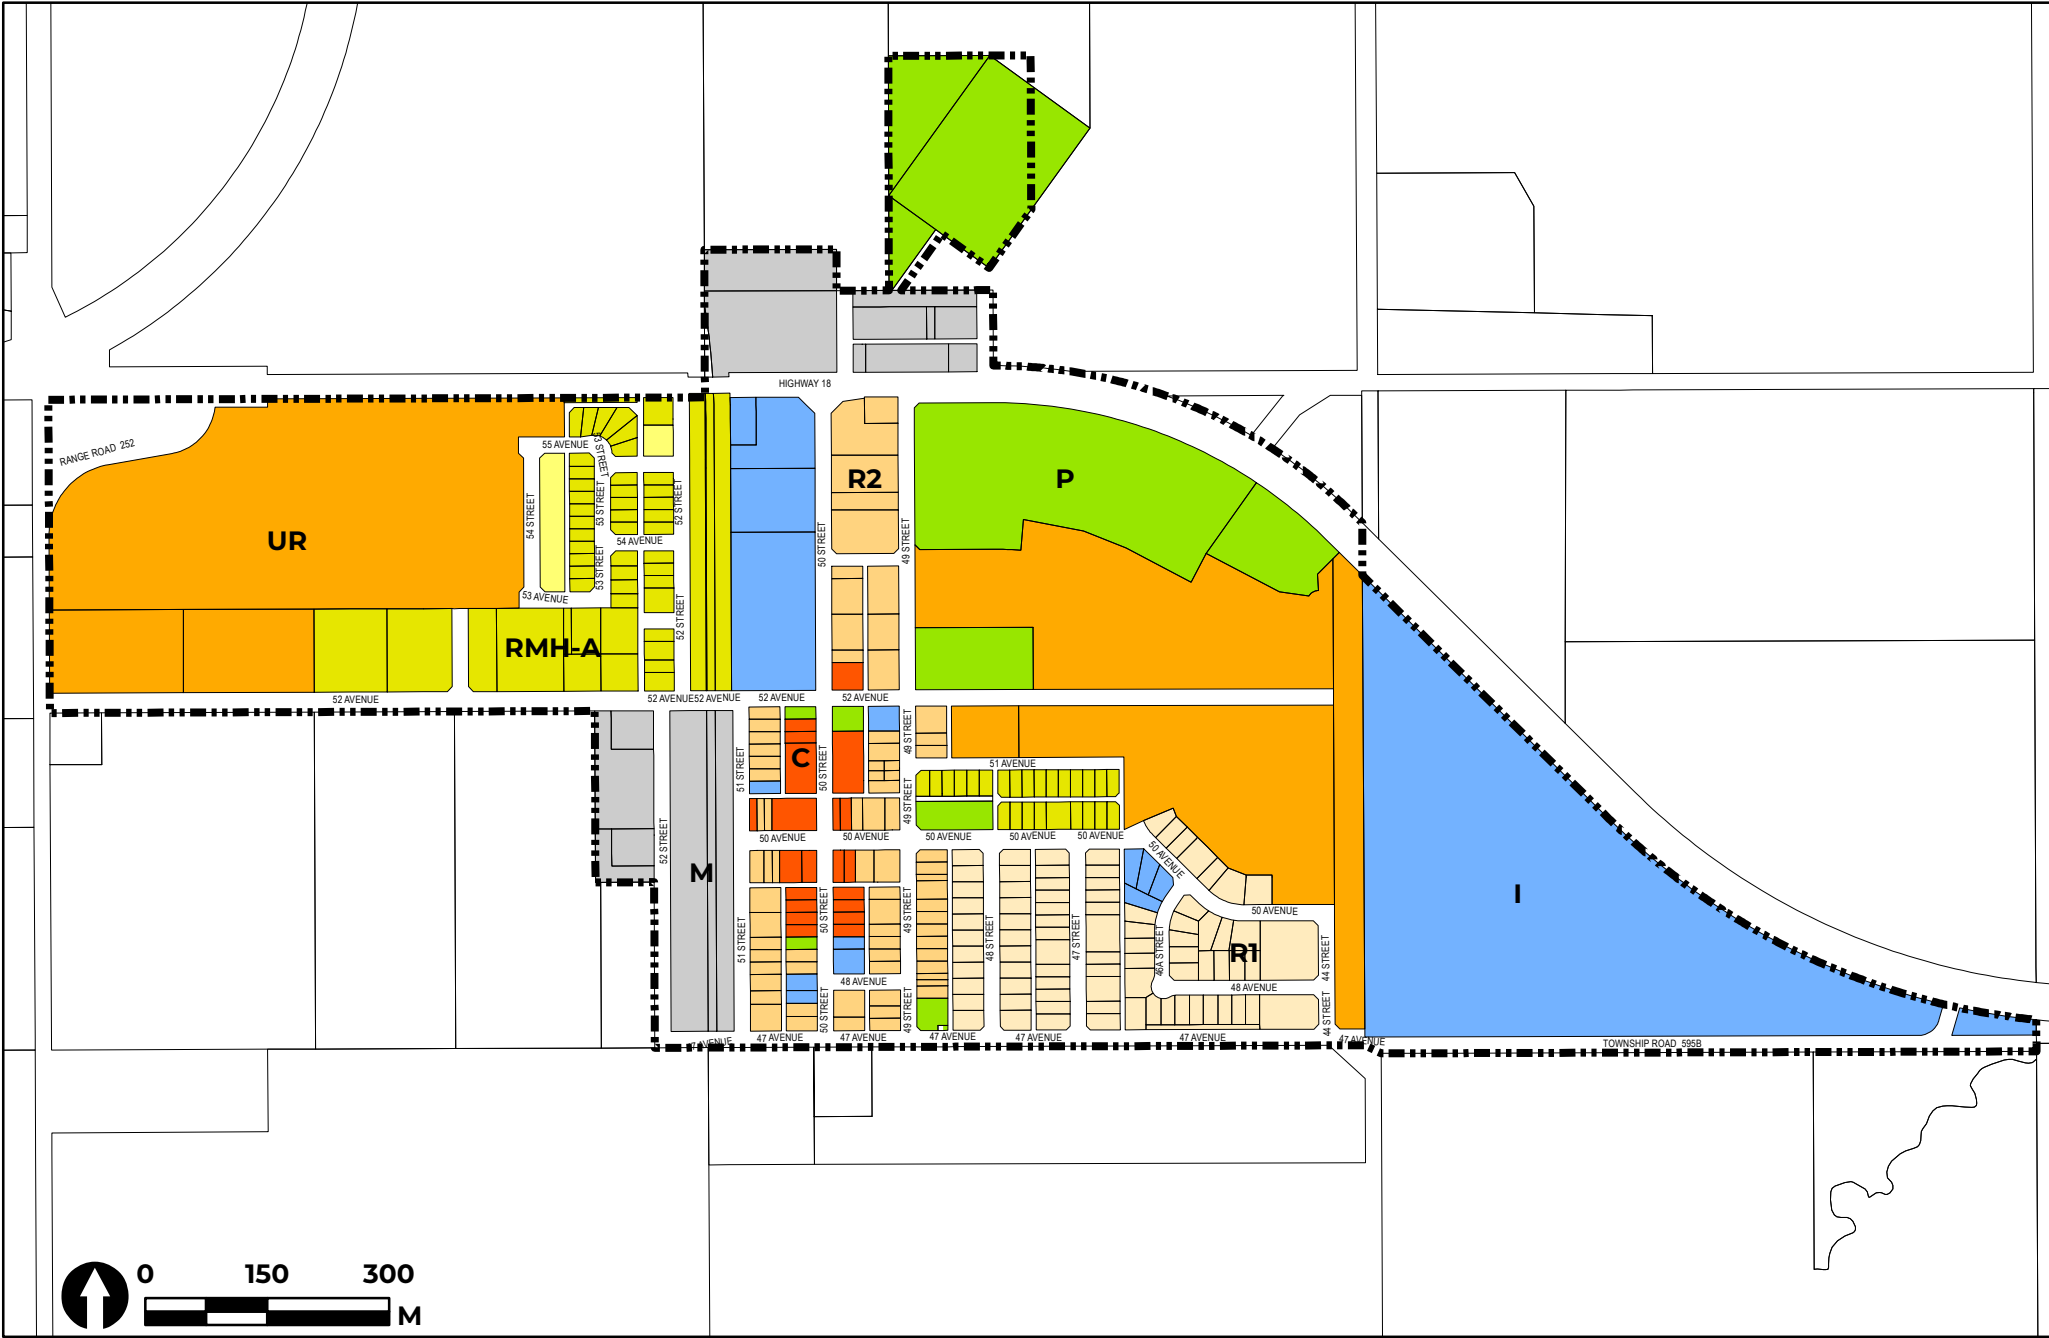 HIGHWAY 18
RANGE ROAD 252
55 AVENUE
53 STREET
R2
P
54 STREET
53 STREET
52 STREET
UR
54 AVENUE
50 STREET
49 STREET
53 STREET
53 AVENUE
52 STREET
RMH-A
52 AVENUE
52 AVENUE
52 AVENUE
52 AVENUE
52 AVENUE
49 STREET
51 STREET
C
50 STREET
51 AVENUE
49 STREET
52 STREET
50 AVENUE
50 AVENUE
50 AVENUE
50 AVENUE
50 AVENUE
50 AVENUE
M
I
50 STREET
49 STREET
50 AVENUE
51 STREET
48 STREET
47 STREET
46A STREET
R1
44 STREET
48 AVENUE
48 AVENUE
50 STREET
49 STREET
44 STREET
47 AVENUE
47 AVENUE
47 AVENUE
47 AVENUE
47 AVENUE
47 AVENUE
47 AVENUE
TOWNSHIP ROAD 595B
0 150 300
M